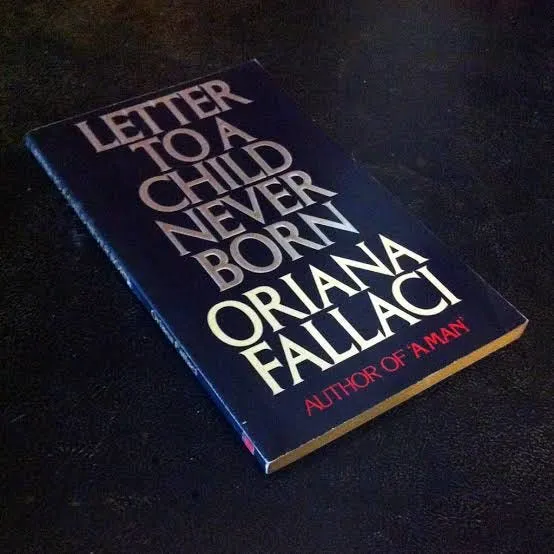 LETTER
TO A
CHILD
NEVER
BORN
ORIANA
FALLACI
AUTHOR OF 'A MAN'